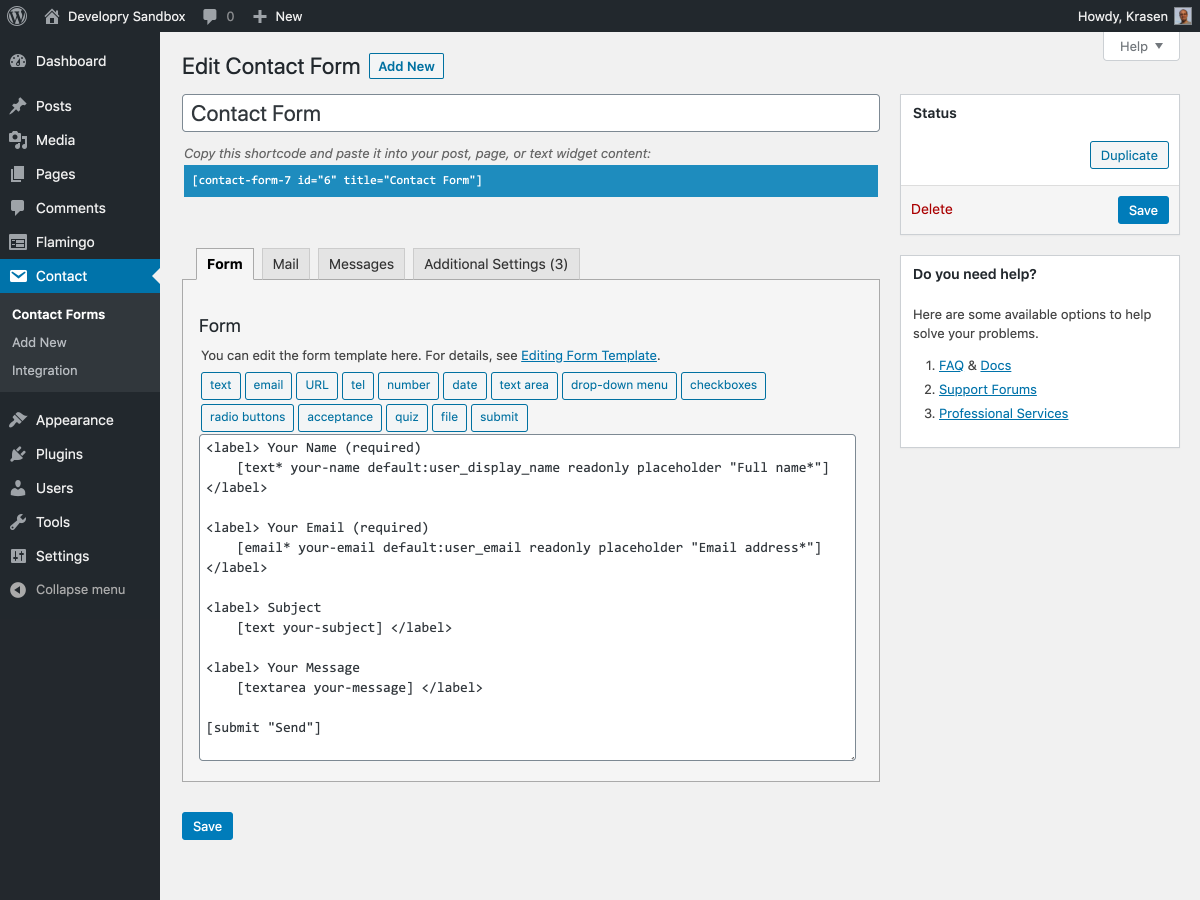 Developry Sandbox 0 New Howdy, Krasen
Help
Dashboard
Posts
Media
Pages
Comments
Flamingo
Contact
Contact Forms
Add New
Integration
Appearance
Plugins
Users
Tools
Settings
Collapse menu
Edit Contact Form Add New
Contact Form
Copy this shortcode and paste it into your post, page, or text widget content:
[contact-form-7 id="6" title="Contact Form"]
Form Mail Messages Additional Settings (3)
Form
You can edit the form template here. For details, see Editing Form Template.
text email URL tel number date text area drop-down menu checkboxes
radio buttons acceptance quiz file submit
<label> Your Name (required)
    [text* your-name default:user_display_name readonly placeholder "Full name*"]
</label>

<label> Your Email (required)
    [email* your-email default:user_email readonly placeholder "Email address*"]
</label>

<label> Subject
    [text your-subject] </label>

<label> Your Message
    [textarea your-message] </label>

[submit "Send"]
Save
Status
Duplicate
Delete Save
Do you need help?
Here are some available options to help
solve your problems.
1. FAQ & Docs
2. Support Forums
3. Professional Services